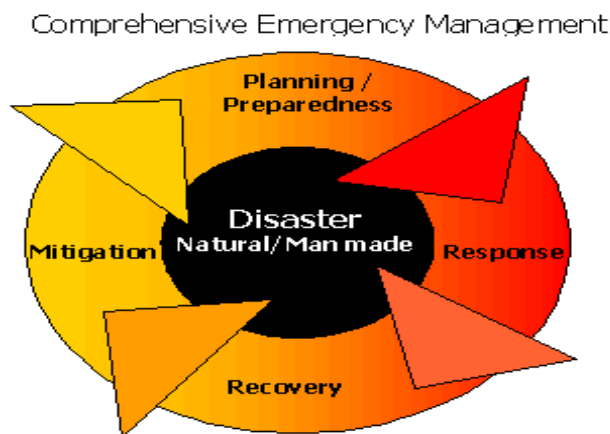 Comprehensive Emergency Management
Planning /
Preparedness
Disaster
Natural/Man made
Mitigation
Response
Recovery